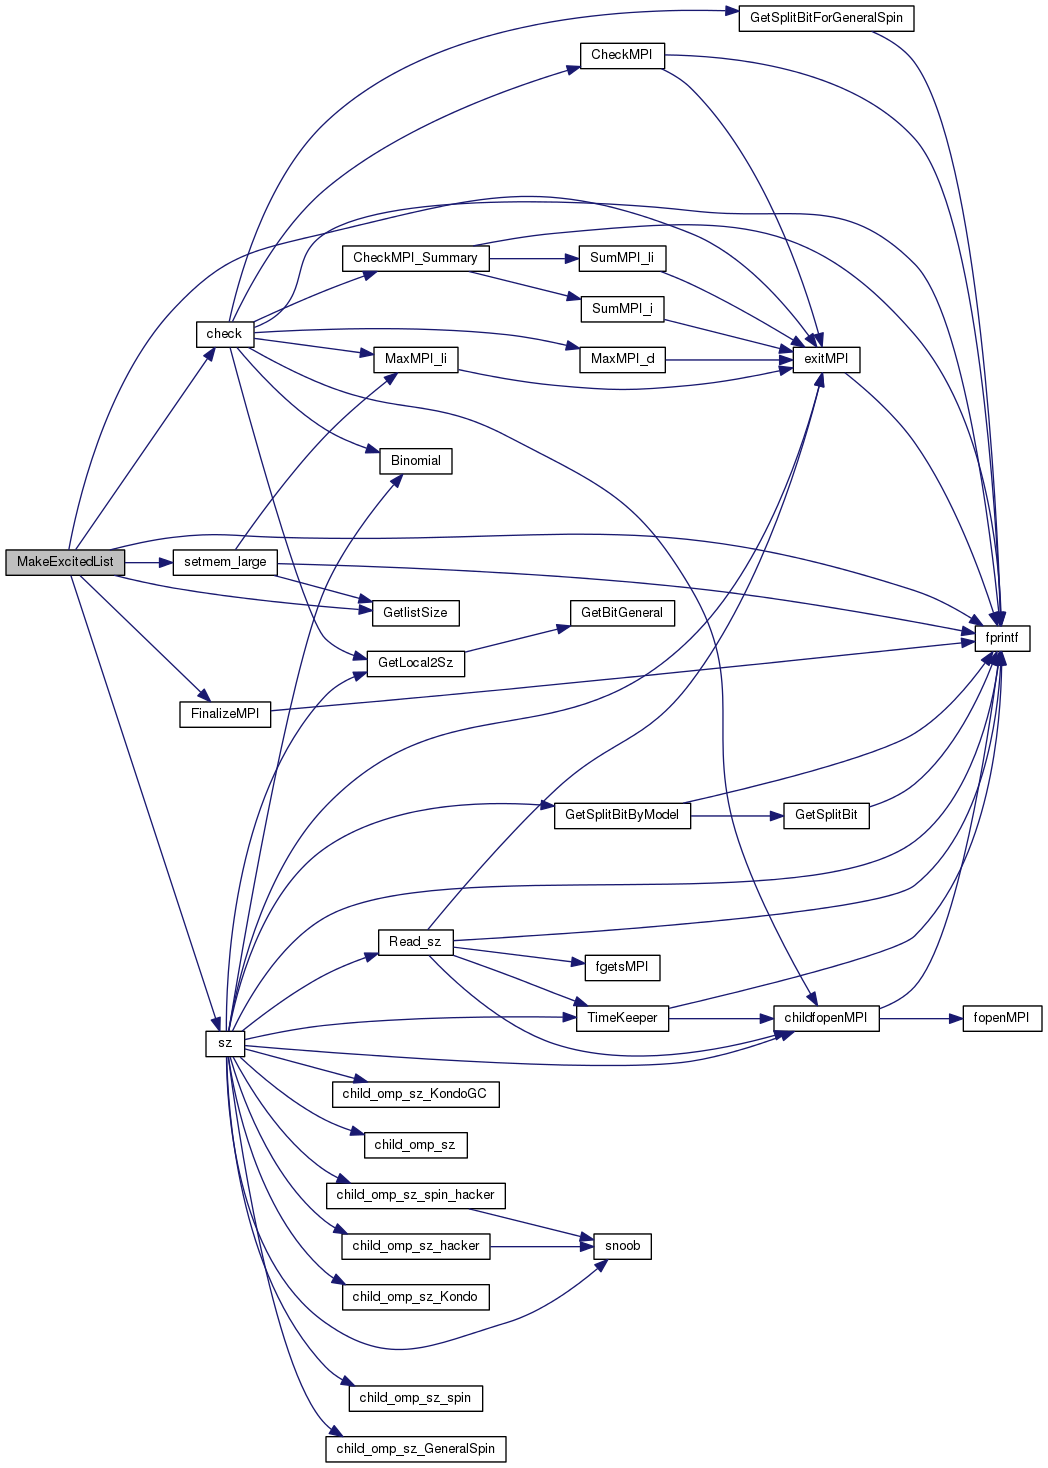 GetSplitBitForGeneralSpin
CheckMPI
CheckMPI_Summary
SumMPI_li
SumMPI_i
check
MaxMPI_li
MaxMPI_d
exitMPI
Binomial
MakeExcitedList
setmem_large
GetlistSize
GetBitGeneral
fprintf
GetLocal2Sz
FinalizeMPI
GetSplitBitByModel
GetSplitBit
Read_sz
fgetsMPI
TimeKeeper
childfopenMPI
fopenMPI
sz
child_omp_sz_KondoGC
child_omp_sz
child_omp_sz_spin_hacker
child_omp_sz_hacker
snoob
child_omp_sz_Kondo
child_omp_sz_spin
child_omp_sz_GeneralSpin